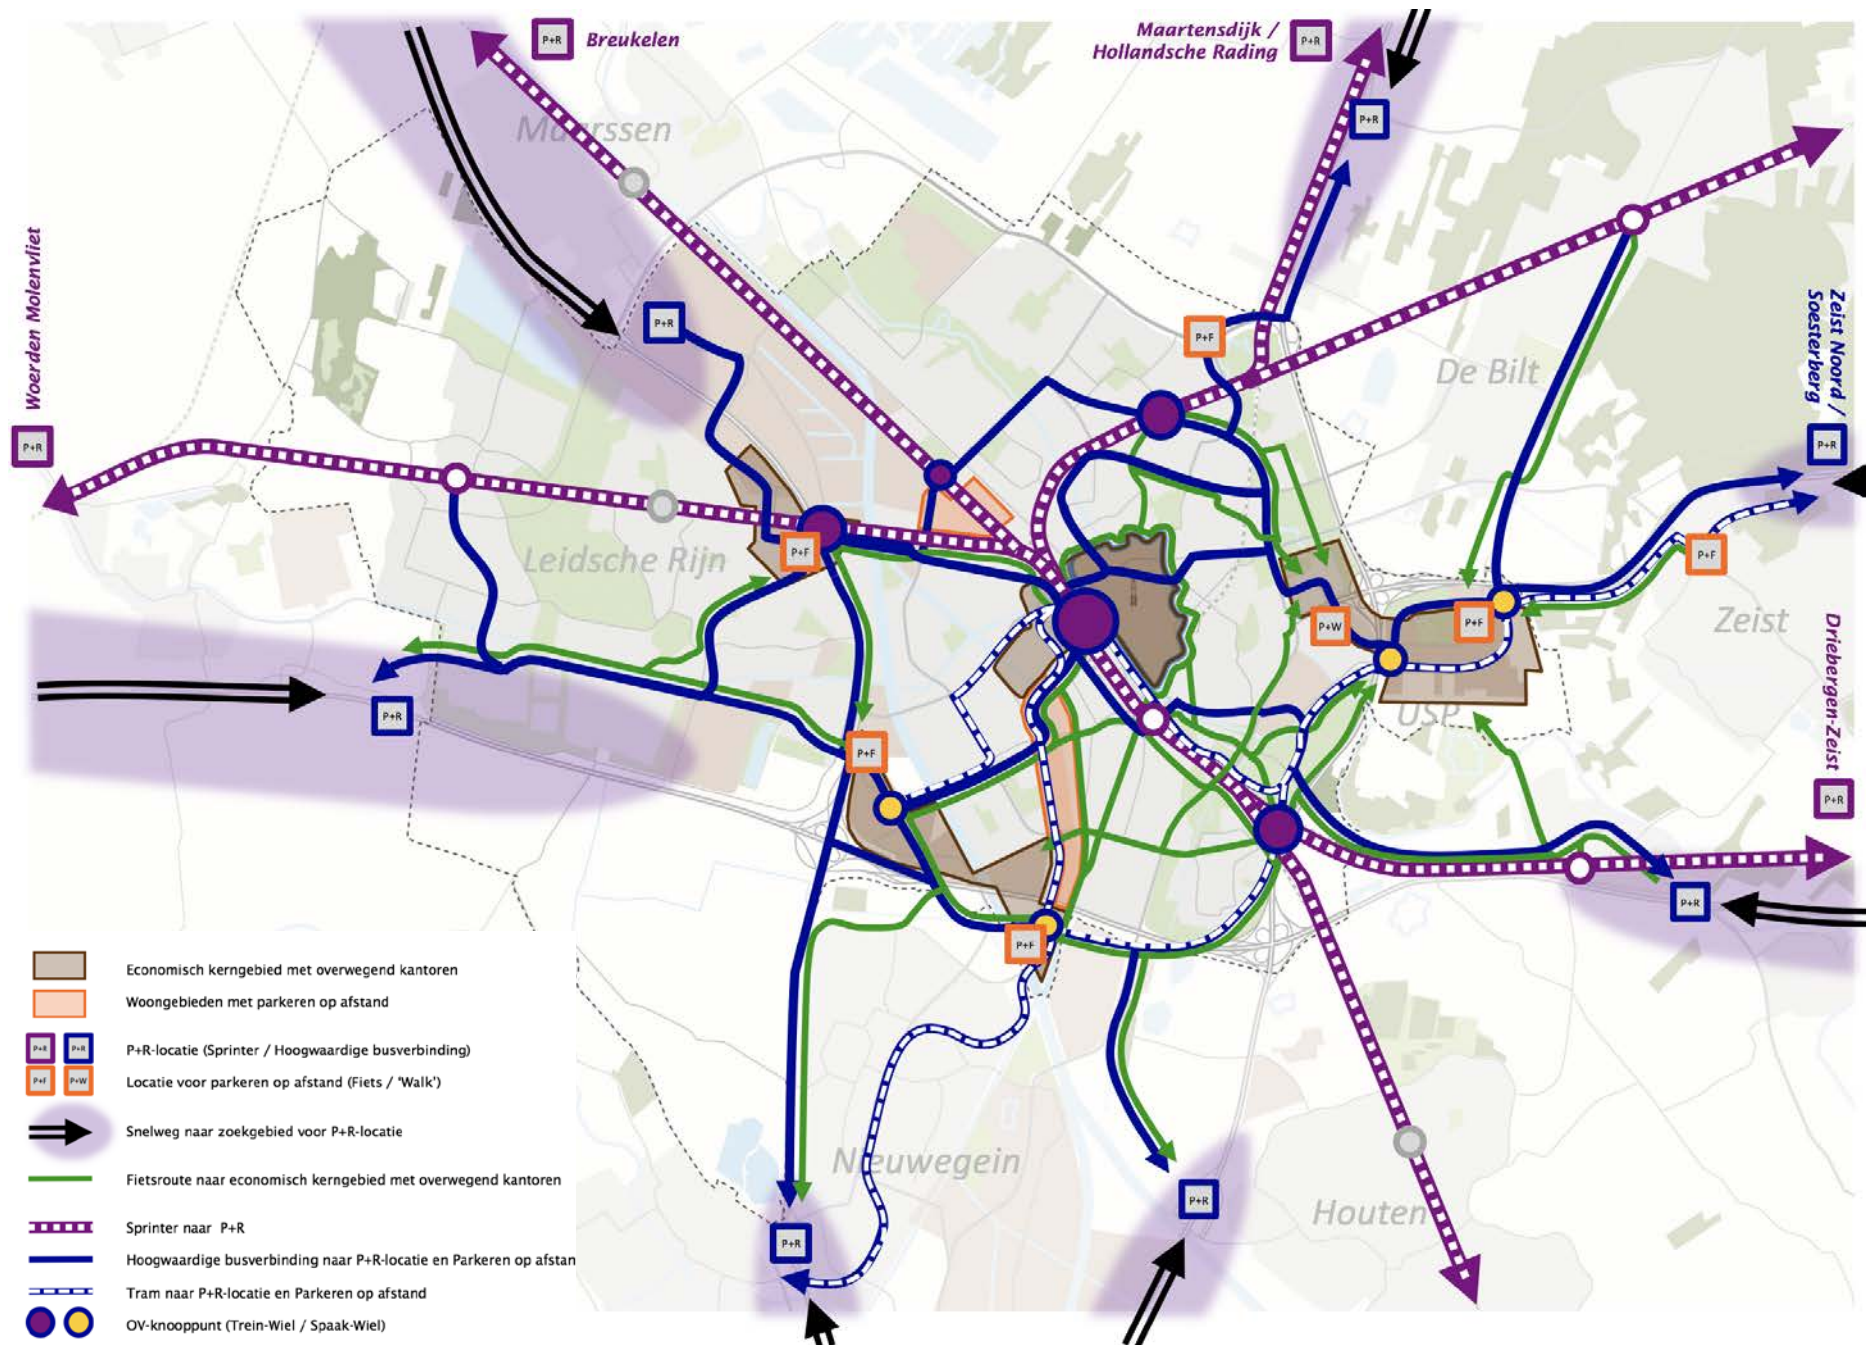 P+R Breukelen
Maartensdijk /
Hollandsche Rading
P+R
P+R
Maarssen
Woerden Molenvliet
P+R
P+R
P+F
De Bilt
Zeist Noord /
Soesterberg
P+R
P+F
Leidsche Rijn
P+F
P+W
P+F
Zeist
USP
Driebergen-Zeist
P+R
P+R
P+F
P+R
P+F
Nieuwegein
P+R
P+R
Houten
Economisch kerngebied met overwegend kantoren
Woongebieden met parkeren op afstand
P+R P+R P+R-locatie (Sprinter / Hoogwaardige busverbinding)
P+F P+W Locatie voor parkeren op afstand (Fiets / 'Walk')
Snelweg naar zoekgebied voor P+R-locatie
Fietsroute naar economisch kerngebied met overwegend kantoren
Sprinter naar P+R
Hoogwaardige busverbinding naar P+R-locatie en Parkeren op afstan
Tram naar P+R-locatie en Parkeren op afstand
OV-knooppunt (Trein-Wiel / Spaak-Wiel)